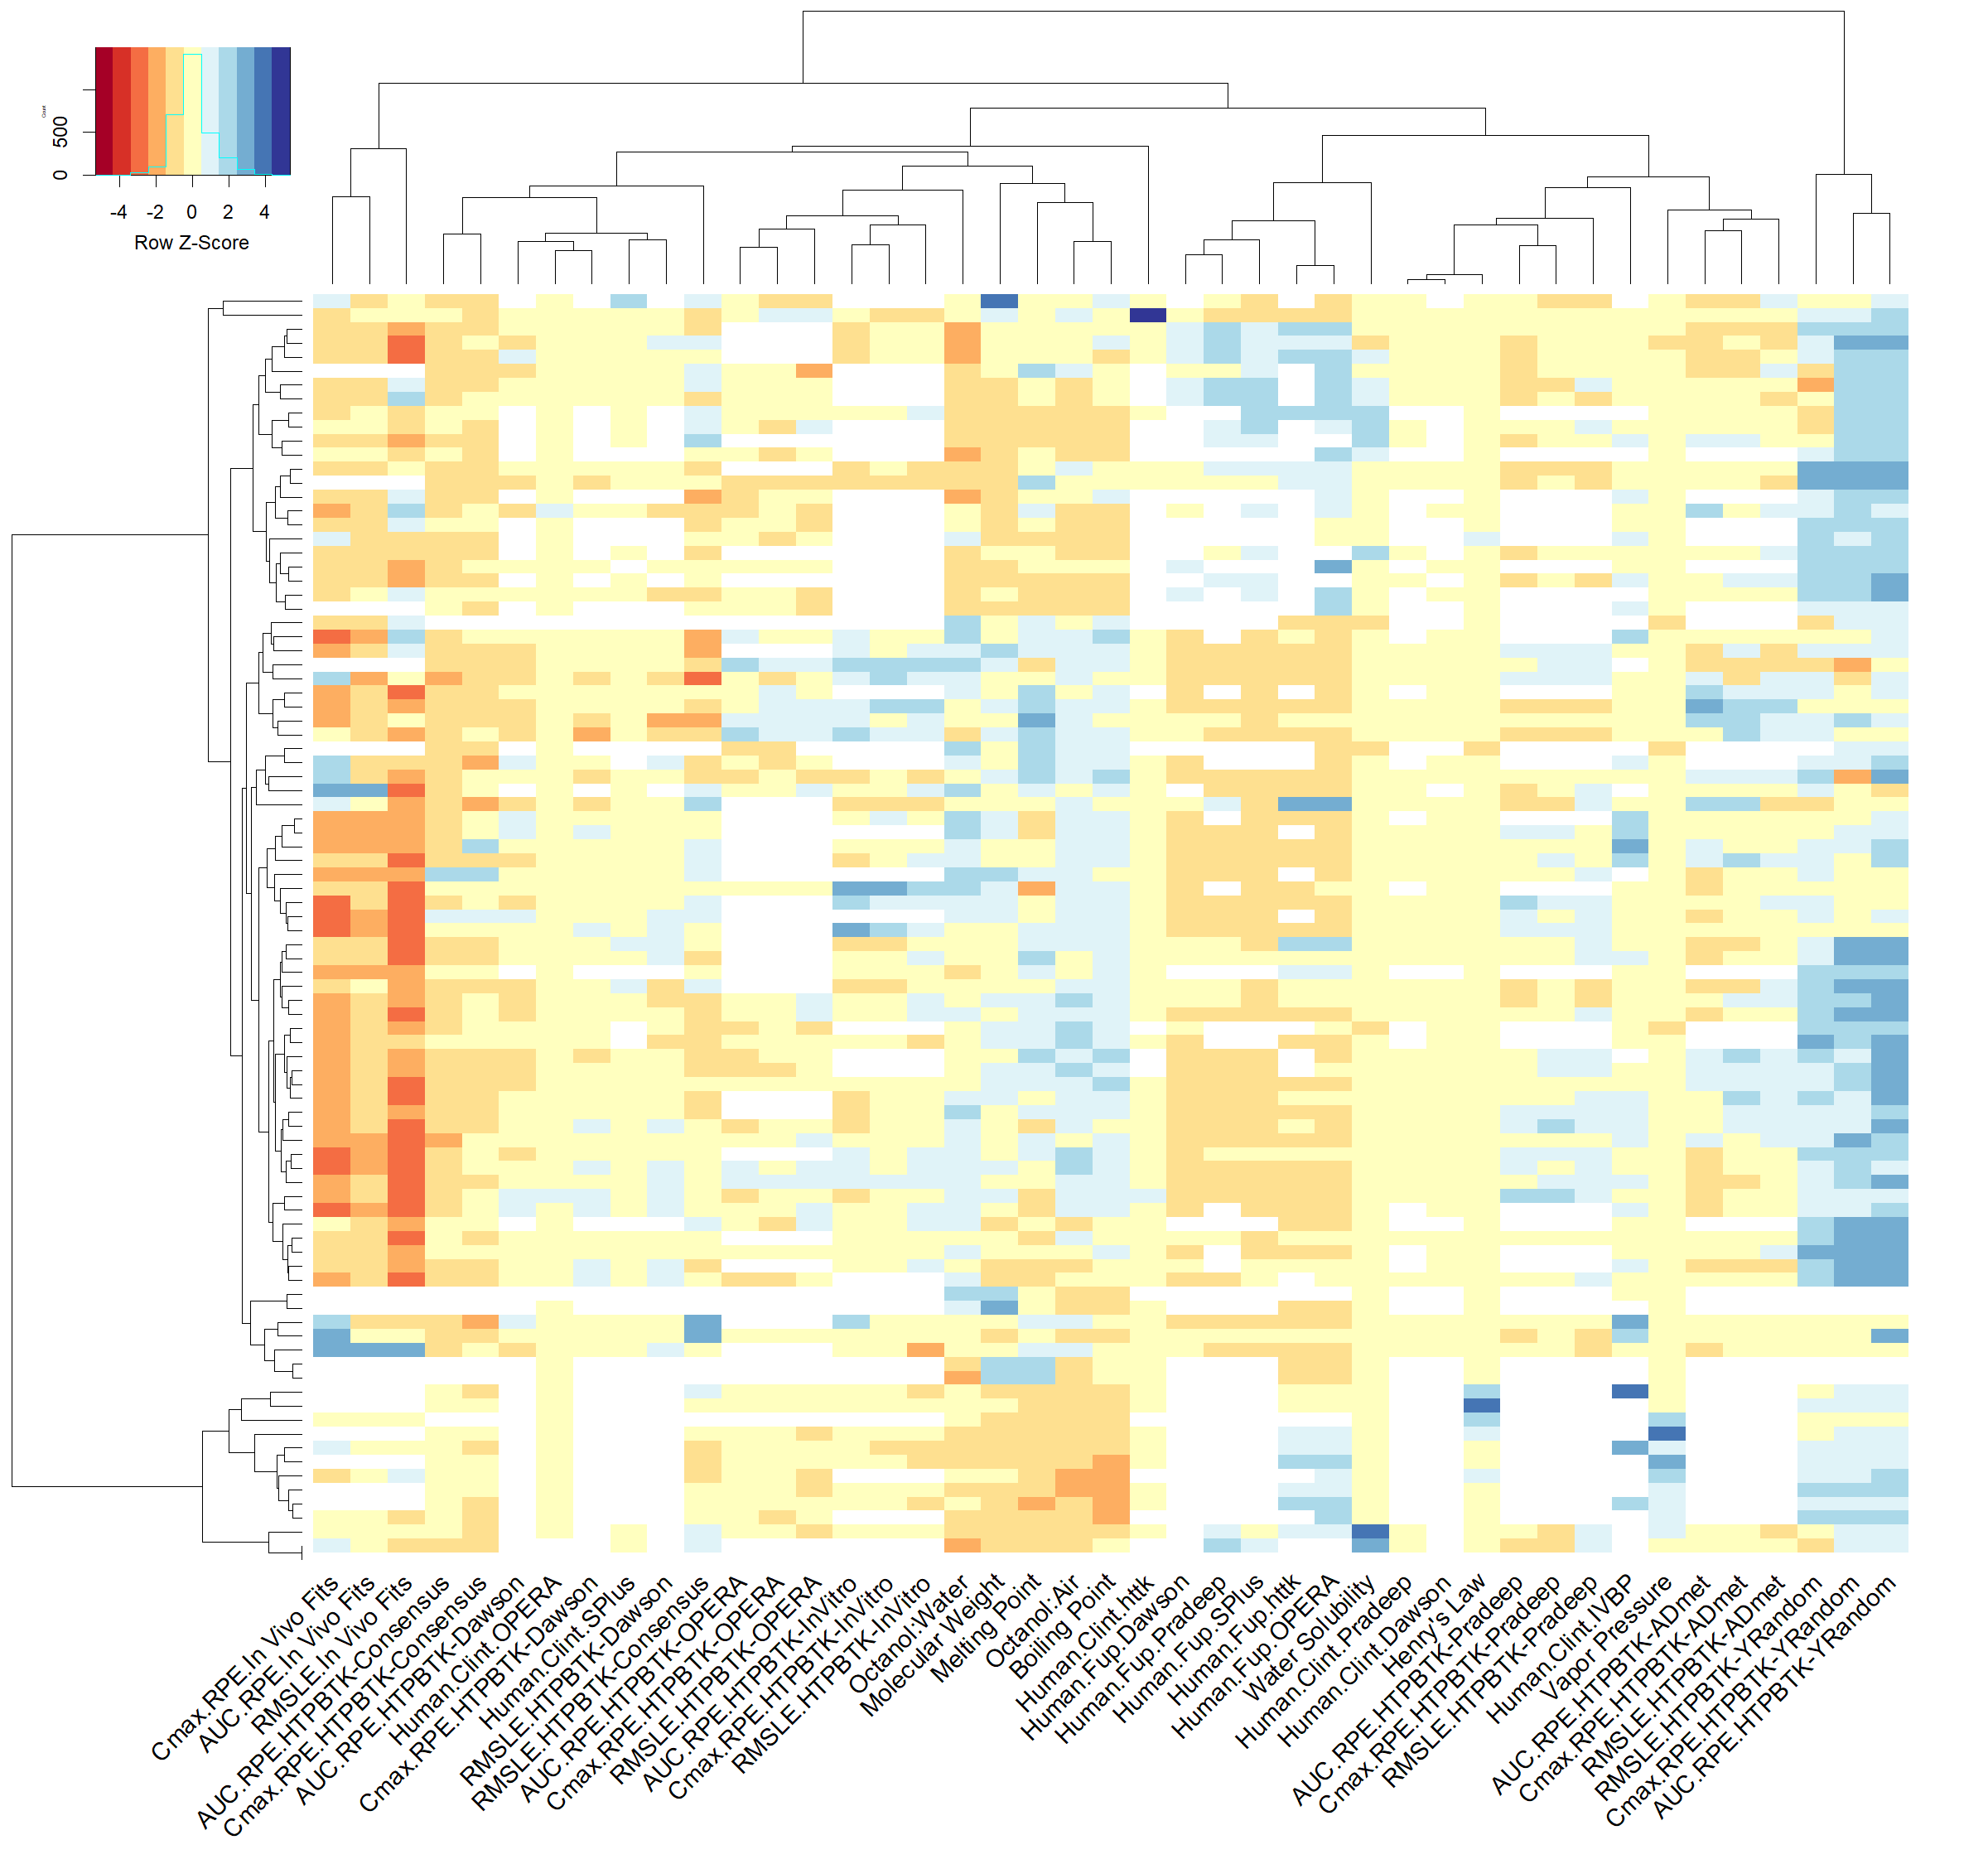 Count
0
500
-4 -2 0 2 4
Row Z-Score
Cmax.RPE.In Vivo Fits
AUC.RPE.In Vivo Fits
RMSLE.In Vivo Fits
AUC.RPE.HTPBTK-Consensus
Cmax.RPE.HTPBTK-Consensus
AUC.RPE.HTPBTK-Dawson
Human.Clint.OPERA
Cmax.RPE.HTPBTK-Dawson
Human.Clint.SPlus
RMSLE.HTPBTK-Dawson
RMSLE.HTPBTK-Consensus
AUC.RPE.HTPBTK-OPERA
Cmax.RPE.HTPBTK-OPERA
RMSLE.HTPBTK-OPERA
AUC.RPE.HTPBTK-InVitro
Cmax.RPE.HTPBTK-InVitro
RMSLE.HTPBTK-InVitro
Octanol:Water
Molecular Weight
Melting Point
Octanol:Air
Boiling Point
Human.Clint.httk
Human.Fup.Dawson
Human.Fup.Pradeep
Human.Fup.SPlus
Human.Fup.httk
Human.Fup.OPERA
Water Solubility
Human.Clint.Pradeep
Human.Clint.Dawson
Henry's Law
AUC.RPE.HTPBTK-Pradeep
Cmax.RPE.HTPBTK-Pradeep
RMSLE.HTPBTK-Pradeep
Human.Clint.IVBP
Vapor Pressure
AUC.RPE.HTPBTK-ADmet
Cmax.RPE.HTPBTK-ADmet
RMSLE.HTPBTK-ADmet
RMSLE.HTPBTK-YRandom
Cmax.RPE.HTPBTK-YRandom
AUC.RPE.HTPBTK-YRandom